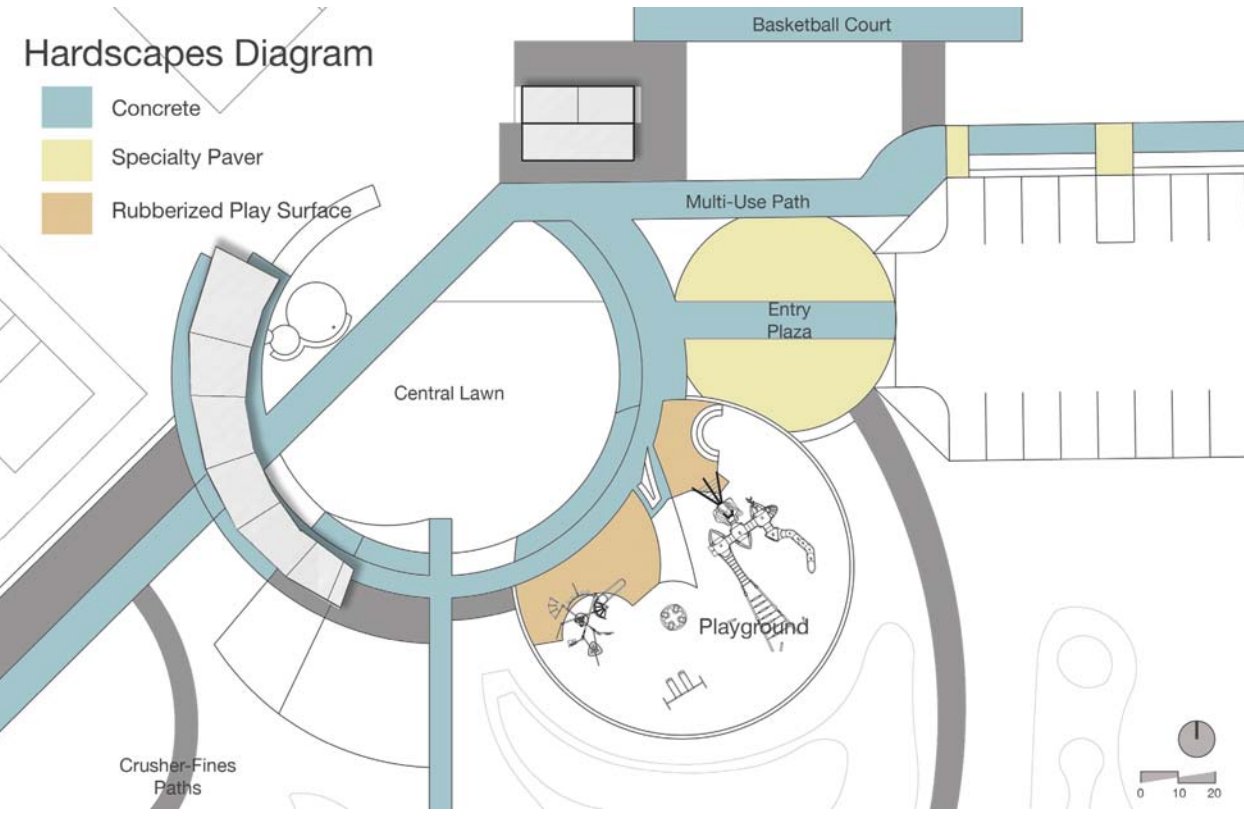 Basketball Court
Hardscapes Diagram
Concrete
Specialty Paver
Rubberized Play Surface
Multi-Use Path
Entry
Plaza
Central Lawn
Playground
Crusher-Fines
Paths
0 10 20